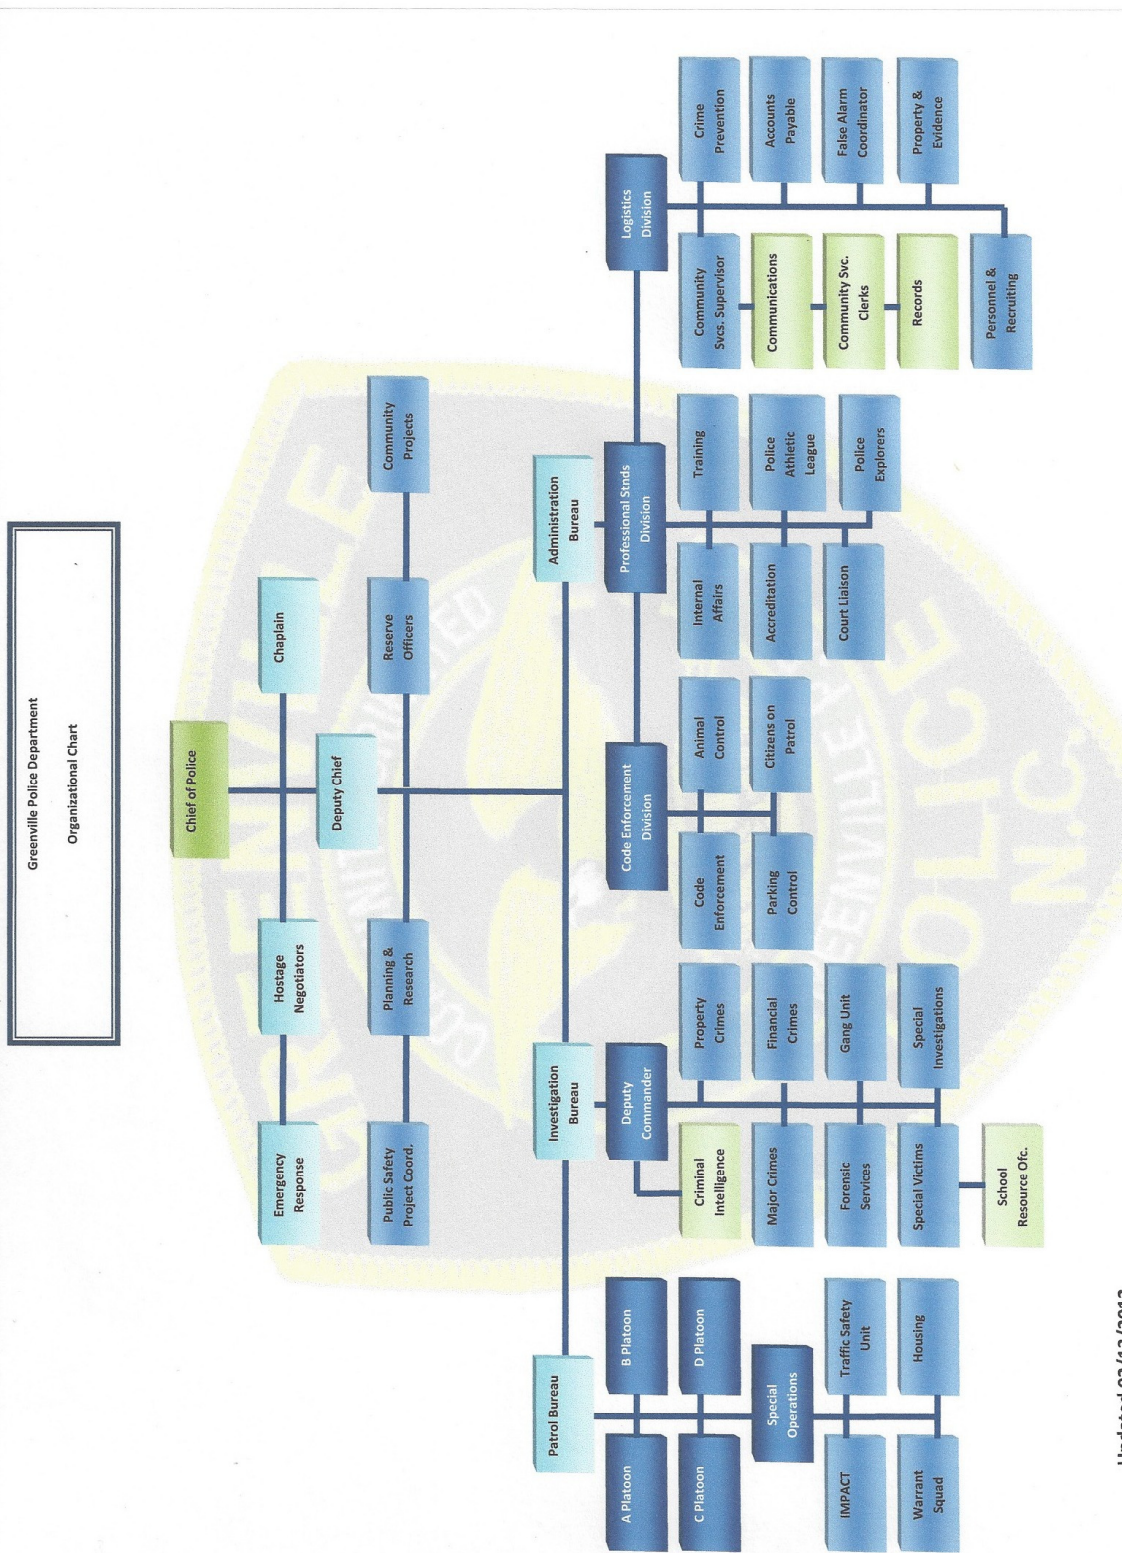 Greenville Police Department
Organizational Chart
Chief of Police
Emergency
Response
Hostage
Negotiators
Chaplain
Deputy Chief
Public Safety
Project Coord.
Planning &
Research
Reserve
Officers
Community
Projects
Patrol Bureau
Investigation
Bureau
Administration
Bureau
A Platoon
B Platoon
C Platoon
D Platoon
Special
Operations
IMPACT
Traffic Safety
Unit
Warrant
Squad
Housing
Deputy
Commander
Criminal
Intelligence
Property
Crimes
Major Crimes
Financial
Crimes
Forensic
Services
Gang Unit
Special Victims
Special
Investigations
School
Resource Ofc.
Code Enforcement
Division
Code
Enforcement
Animal
Control
Parking
Control
Citizens on
Patrol
Professional Stnds
Division
Internal
Affairs
Training
Accreditation
Police
Athletic
League
Court Liaison
Police
Explorers
Logistics
Division
Community
Svcs. Supervisor
Crime
Prevention
Communications
Accounts
Payable
Community Svc.
Clerks
False Alarm
Coordinator
Records
Property &
Evidence
Personnel &
Recruiting
GREENVILLE
POLICE
N.C.